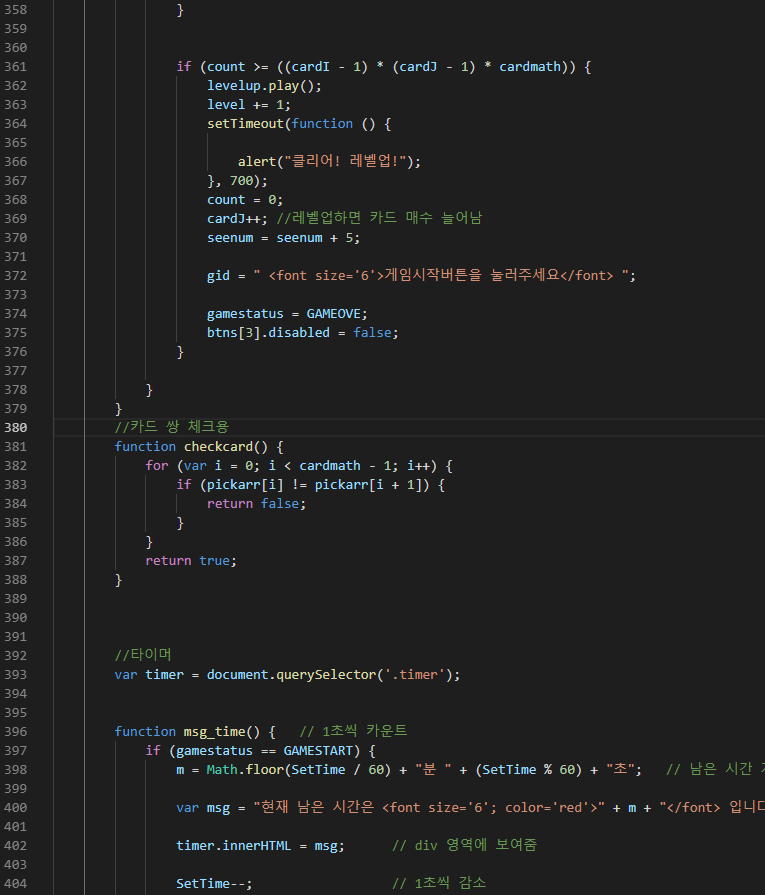 358 }
359
360
361 if (count >= ((cardI - 1) * (cardJ - 1) * cardmath)) {
362 levelup.play();
363 level += 1;
364 setTimeout(function () {
365
366 alert("클리어! 레벨업!");
367 }, 700);
368 count = 0;
369 cardJ++; //레벨업하면 카드 매수 늘어남
370 seenum = seenum + 5;
371
372 gid = " <font size='6'>게임시작버튼을 눌러주세요</font> ";
373
374 gamestatus = GAMEOVE;
375 btns[3].disabled = false;
376 }
377
378 }
379 }
380 //카드 쌍 체크용
381 function checkcard() {
382 for (var i = 0; i < cardmath - 1; i++) {
383 if (pickarr[i] != pickarr[i + 1]) {
384 return false;
385 }
386 }
387 return true;
388 }
389
390
391
392 //타이머
393 var timer = document.querySelector('.timer');
394
395
396 function msg_time() { // 1초씩 카운트
397 if (gamestatus == GAMESTART) {
398 m = Math.floor(SetTime / 60) + "분 " + (SetTime % 60) + "초"; // 남은 시간
399
400 var msg = "현재 남은 시간은 <font size='6'; color='red'>" + m + "</font> 입니다
401
402 timer.innerHTML = msg; // div 영역에 보여줌
403
404 SetTime--; // 1초씩 감소